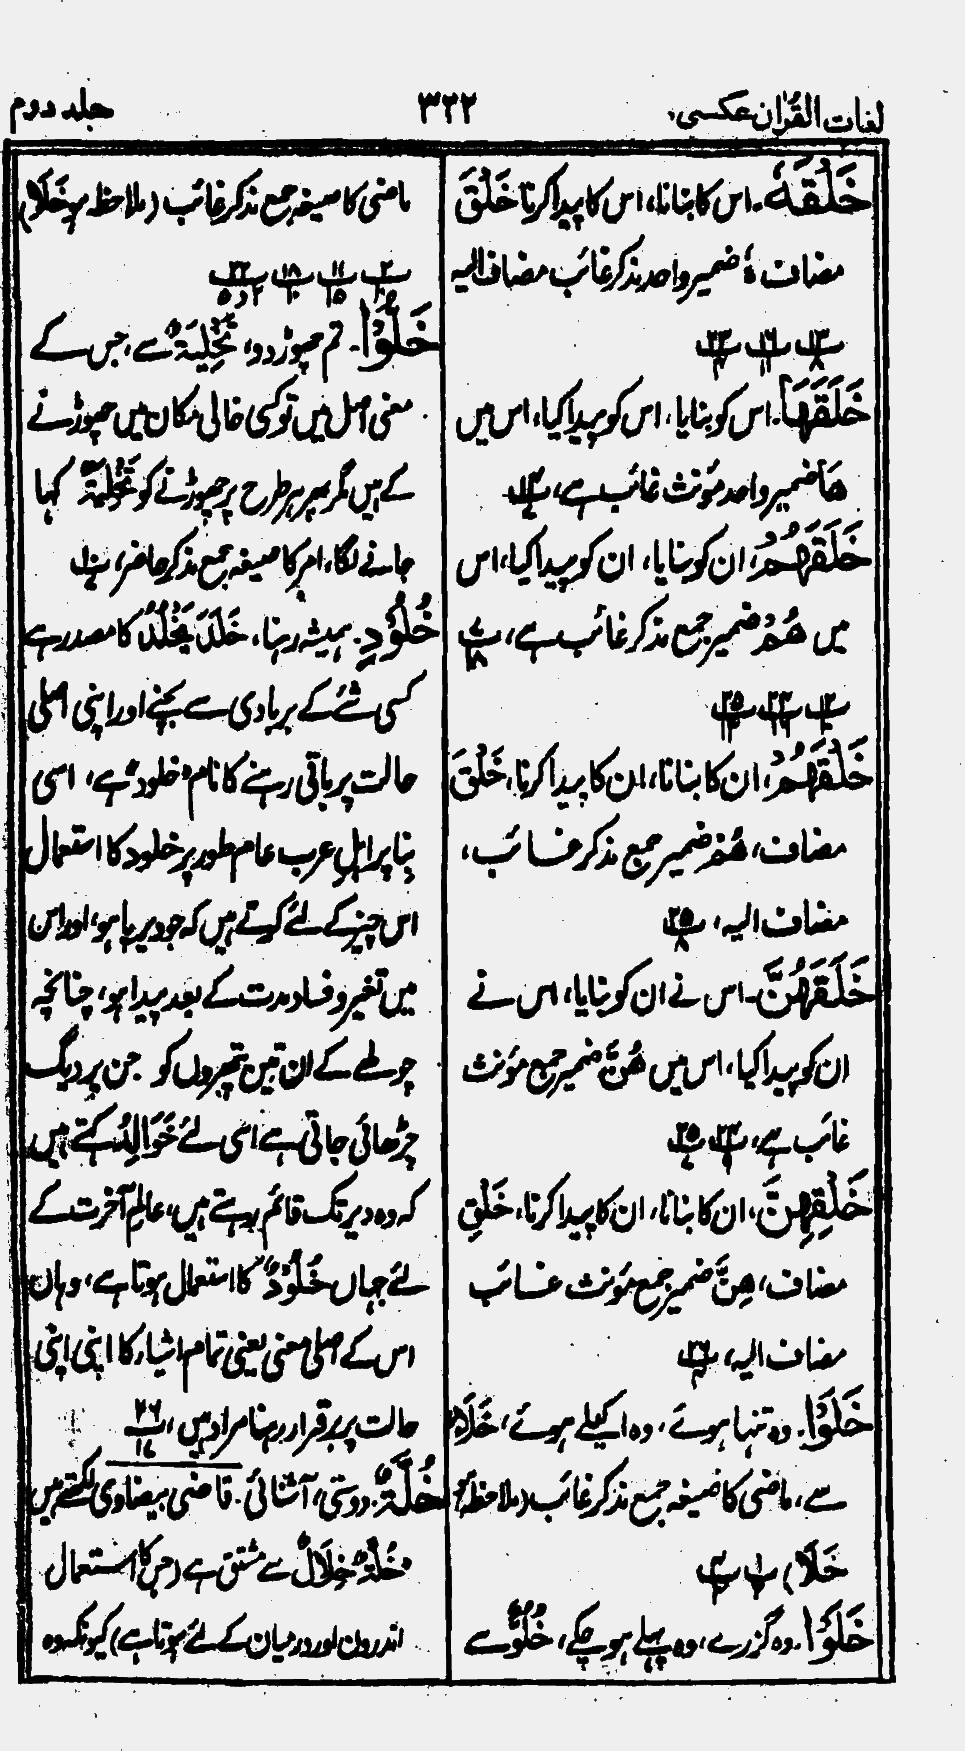 لغات القرآن عکسی
۳۲۲
جلد دوم
خَلْقَہٗ۔ اس کا بنانا، اس کا پیدا کرنا خَلْقَ
مضاف ہٗ ضمیر واحد مذکر غائب مضاف الیہ
خَلَقَهَا۔ اس کو بنایا، اس کو پیدا کیا، اس میں
ھَا ضمیر واحد مؤنث غائب ہے،
خَلَقَهُمْ، ان کو بنایا، ان کو پیدا کیا، اس
میں ھُمْ ضمیر جمع مذکر غائب ہے،
خَلْقَهُمْ، ان کا بنانا، ان کا پیدا کرنا، خَلْقَ
مضاف، ھُمْ ضمیر جمع مذکر غائب،
مضاف الیہ،
خَلَقَهُنَّ۔ اس نے ان کو بنایا، اس نے
ان کو پیدا کیا، اس میں ھُنَّ ضمیر جمع مؤنث
غائب ہے،
خَلْقِهِنَّ، ان کا بنانا، ان کا پیدا کرنا، خَلْقِ
مضاف، ھِنَّ ضمیر جمع مؤنث غائب
مضاف الیہ،
خَلَوْا۔ وہ تنہا ہوئے، وہ اکیلے ہوئے، خَلَاءٌ
سے، ماضی کا صیغہ جمع مذکر غائب (ملاحظہ ہو
خَلَا)
خَلَوْا۔ وہ گزرے، وہ پہلے ہو چکے، خُلُوٌّ سے
ماضی کا صیغہ جمع مذکر غائب (ملاحظہ ہو خَلَا)
خَلُّوْا۔ تم چھوڑ دو، تَخْلِيَةٌ سے، جس کے
معنی اصل میں تو کسی خالی مکان میں چھوڑنے
کے ہیں مگر پھر ہر طرح پر چھوڑنے کو تَخْلِيَةٌ کہا
جانے لگا، امر کا صیغہ جمع مذکر حاضر،
خُلُوْدِ۔ ہمیشہ رہنا، خَلَدَ يَخْلُدُ کا مصدر ہے
کسی شے کے بربادی سے بچنے اور اپنی اصلی
حالت پر باقی رہنے کا نام خلود ہے، اسی
بنا پر اہلِ عرب عام طور پر خلود کا استعمال
اس چیز کے لئے کرتے ہیں کہ جو دیر پا ہو، اور اس
میں تغیر و فساد مدت کے بعد پیدا ہو، چنانچہ
چولھے کے ان تین پتھروں کو جن پر دیگ
چڑھائی جاتی ہے اسی لئے خَوَالِدُ کہتے ہیں
کہ وہ دیر تک قائم رہتے ہیں، عالمِ آخرت کے
لئے جہاں خُلُوْدٌ کا استعمال ہوتا ہے، وہاں
اس کے اصلی معنی یعنی تمام اشیاء کا اپنی اپنی
حالت پر برقرار رہنا مراد ہیں،
خُلَّةٌ۔ دوستی، آشنائی۔ قاضی بیضاوی لکھتے ہیں
خُلَّةٌ خِلَالٌ سے مشتق ہے (جس کا استعمال
اندرون اور درمیان کے لئے ہوتا ہے) کیونکہ وہ